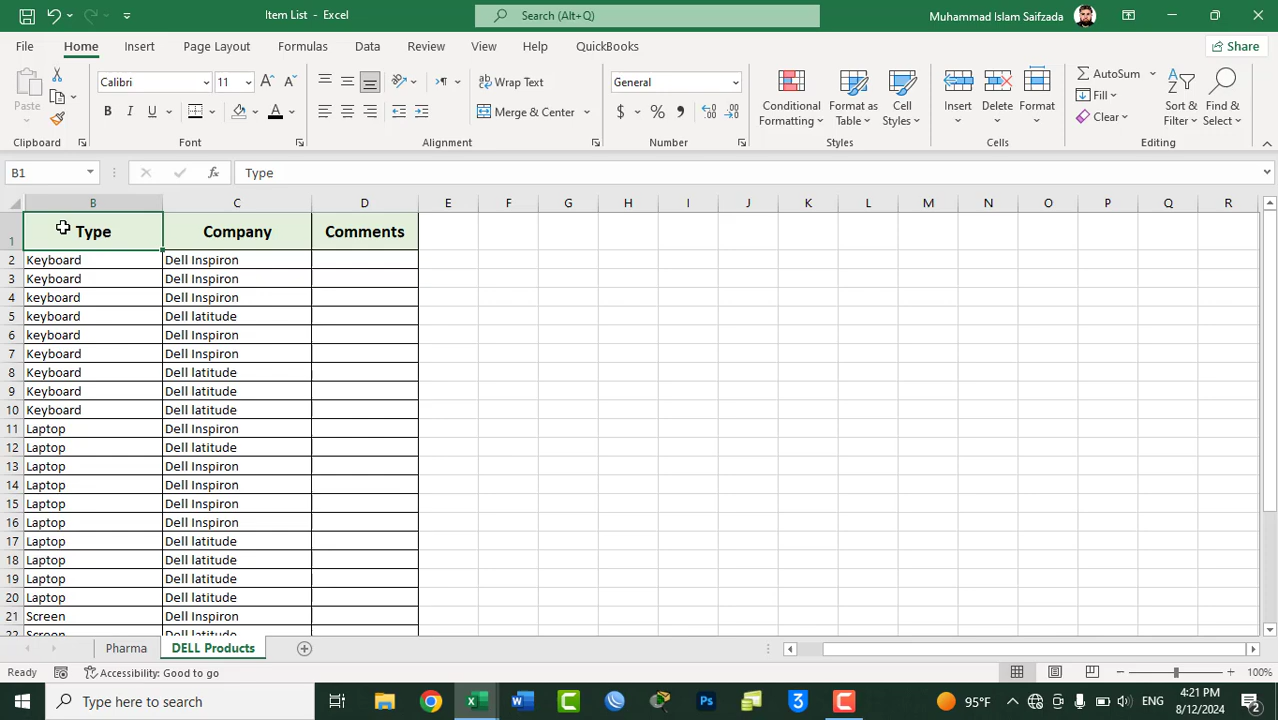 Item List - Excel
Search (Alt+Q)
Muhammad Islam Saifzada
File Home Insert Page Layout Formulas Data Review View Help QuickBooks
Share
Paste
Clipboard
Calibri 11
B I U
Font
Wrap Text
Merge & Center
Alignment
General
$ %
Number
Conditional Formatting
Format as Table
Cell Styles
Styles
Insert Delete Format
Cells
AutoSum
Fill
Clear
Sort & Filter
Find & Select
Editing
B1
fx Type
B C D E F G H I J K L M N O P Q R
1 Type Company Comments
2 Keyboard Dell Inspiron
3 Keyboard Dell Inspiron
4 keyboard Dell Inspiron
5 keyboard Dell latitude
6 keyboard Dell Inspiron
7 Keyboard Dell Inspiron
8 Keyboard Dell latitude
9 Keyboard Dell latitude
10 Keyboard Dell latitude
11 Laptop Dell Inspiron
12 Laptop Dell latitude
13 Laptop Dell Inspiron
14 Laptop Dell Inspiron
15 Laptop Dell Inspiron
16 Laptop Dell Inspiron
17 Laptop Dell latitude
18 Laptop Dell latitude
19 Laptop Dell latitude
20 Laptop Dell latitude
21 Screen Dell Inspiron
22 Screen Dell latitude
Pharma DELL Products
Ready Accessibility: Good to go 100%
Type here to search
95°F
ENG
4:21 PM
8/12/2024
2